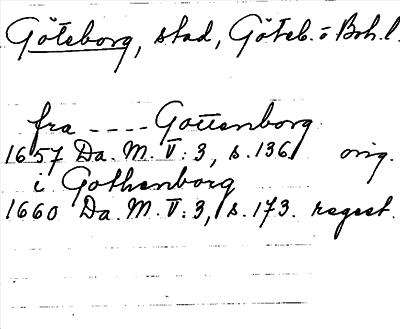 Göteborg, stad, Göteb. o Boh. l.
fra ---- Gottenborg
1657 Da. M. V: 3, s. 136. orig.
i Gothenborg
1660 Da. M. V: 3, s. 173. regest.